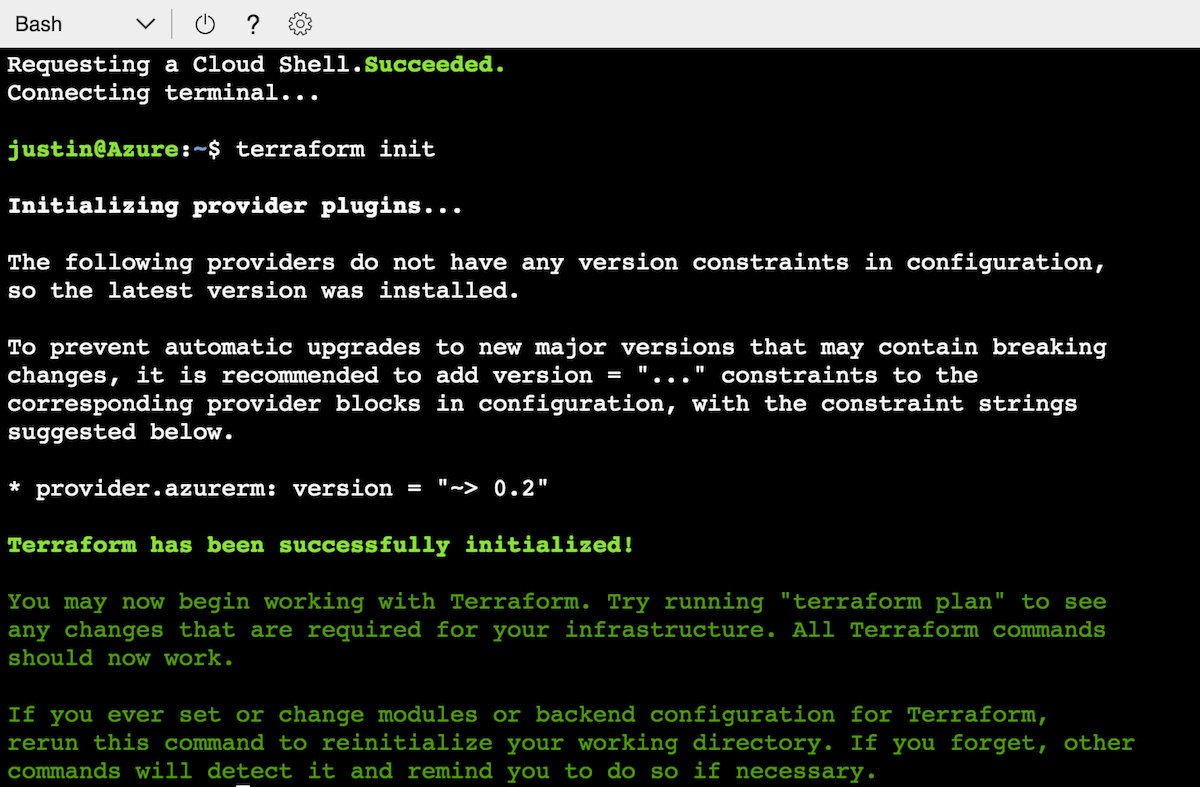 Bash ?
Requesting a Cloud Shell.Succeeded.
Connecting terminal...
justin@Azure:~$ terraform init
Initializing provider plugins...
The following providers do not have any version constraints in configuration,
so the latest version was installed.
To prevent automatic upgrades to new major versions that may contain breaking
changes, it is recommended to add version = "..." constraints to the
corresponding provider blocks in configuration, with the constraint strings
suggested below.
* provider.azurerm: version = "~> 0.2"
Terraform has been successfully initialized!
You may now begin working with Terraform. Try running "terraform plan" to see
any changes that are required for your infrastructure. All Terraform commands
should now work.
If you ever set or change modules or backend configuration for Terraform,
rerun this command to reinitialize your working directory. If you forget, other
commands will detect it and remind you to do so if necessary.